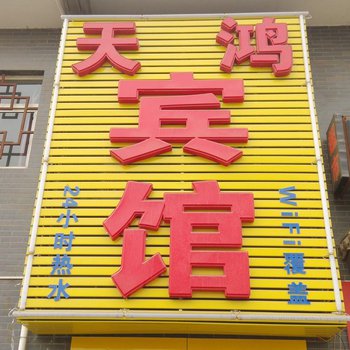 天鸿
宾馆
24小时热水
WiFi覆盖